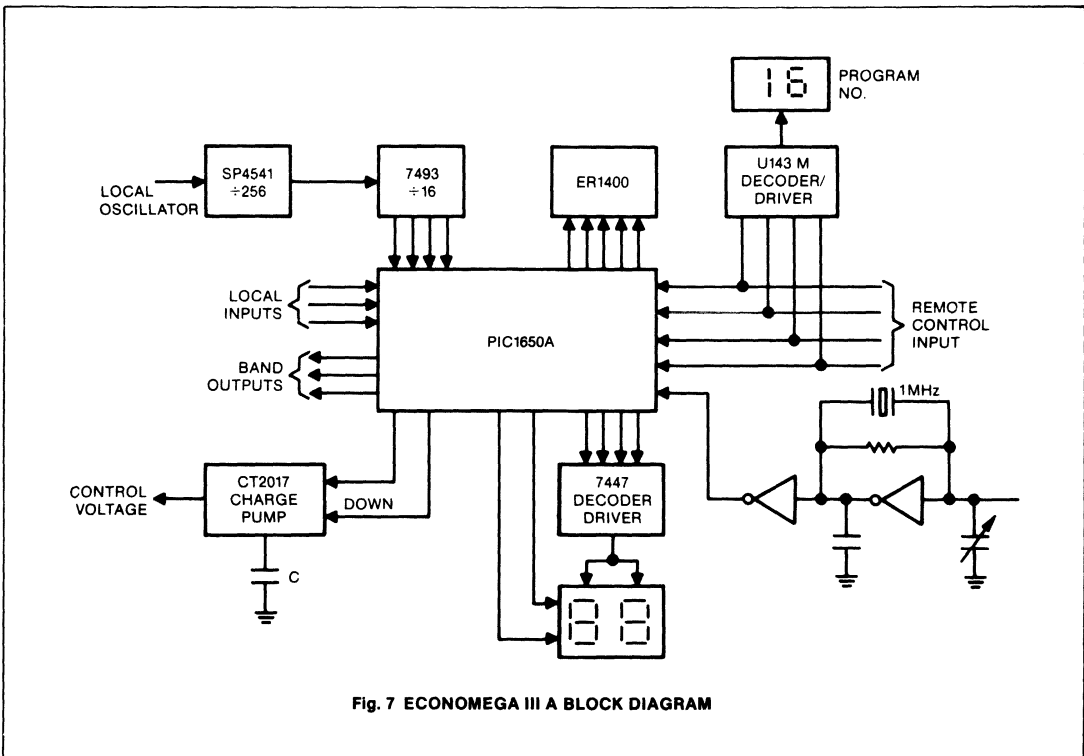 16
PROGRAM
NO.
SP4541
÷256
7493
÷16
ER1400
U143 M
DECODER/
DRIVER
LOCAL
OSCILLATOR
LOCAL
INPUTS
PIC1650A
REMOTE
CONTROL
INPUT
BAND
OUTPUTS
1MHz
CONTROL
VOLTAGE
CT2017
CHARGE
PUMP
DOWN
7447
DECODER
DRIVER
C
88
Fig. 7 ECONOMEGA III A BLOCK DIAGRAM